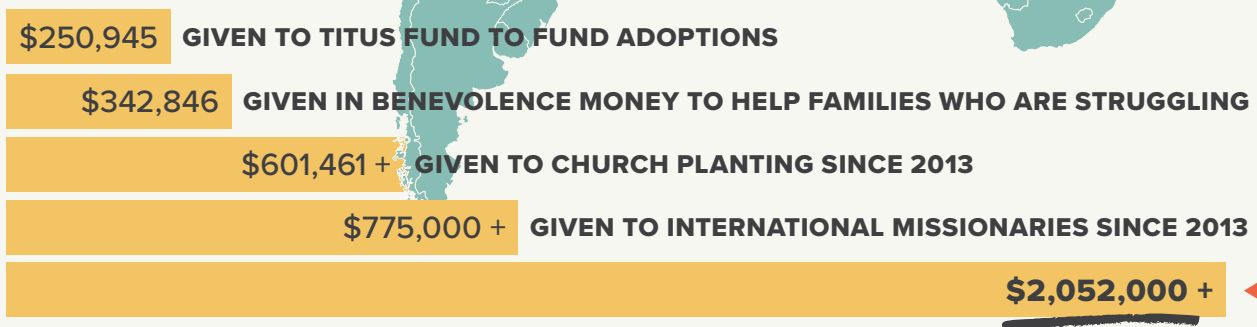 $250,945 GIVEN TO TITUS FUND TO FUND ADOPTIONS
$342,846 GIVEN IN BENEVOLENCE MONEY TO HELP FAMILIES WHO ARE STRUGGLING
$601,461 + GIVEN TO CHURCH PLANTING SINCE 2013
$775,000 + GIVEN TO INTERNATIONAL MISSIONARIES SINCE 2013
$2,052,000 +